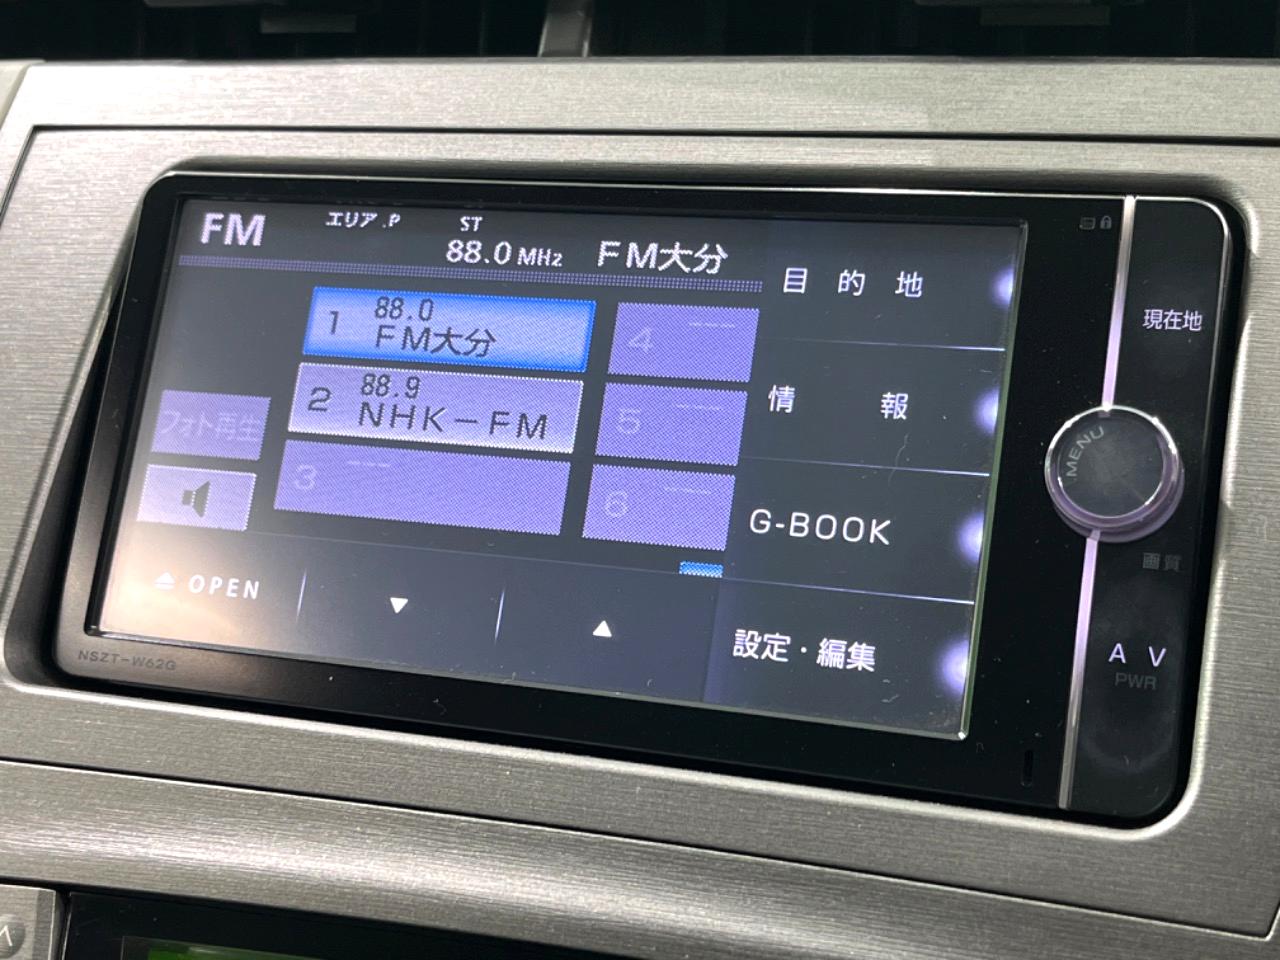 FM
エリア.P
ST
88.0MHz
FM大分
1 88.0
FM大分
2 88.9
NHK－FM
3 ---
4 ---
5 ---
6 ---
フォト再生
▲ OPEN
▼
▲
目的地
情報
G-BOOK
設定・編集
NSZT-W62G
現在地
MENU
画質
AV
PWR